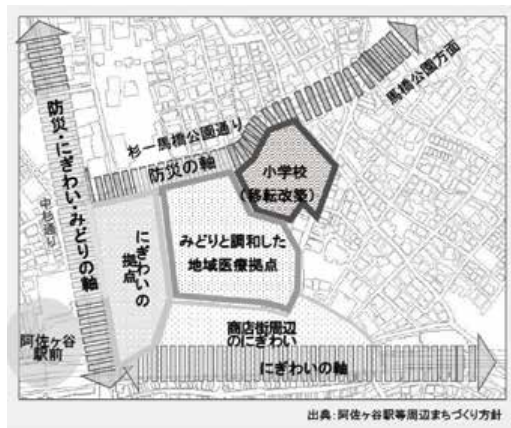 馬橋公園方面
杉一馬橋公園通り
防災の軸
小学校
(移転改築)
防災・にぎわい・みどりの軸
中杉通り
にぎわいの
拠点
みどりと調和した
地域医療拠点
阿佐ヶ谷
駅前
商店街周辺
のにぎわい
にぎわいの軸
出典：阿佐ヶ谷駅等周辺まちづくり方針